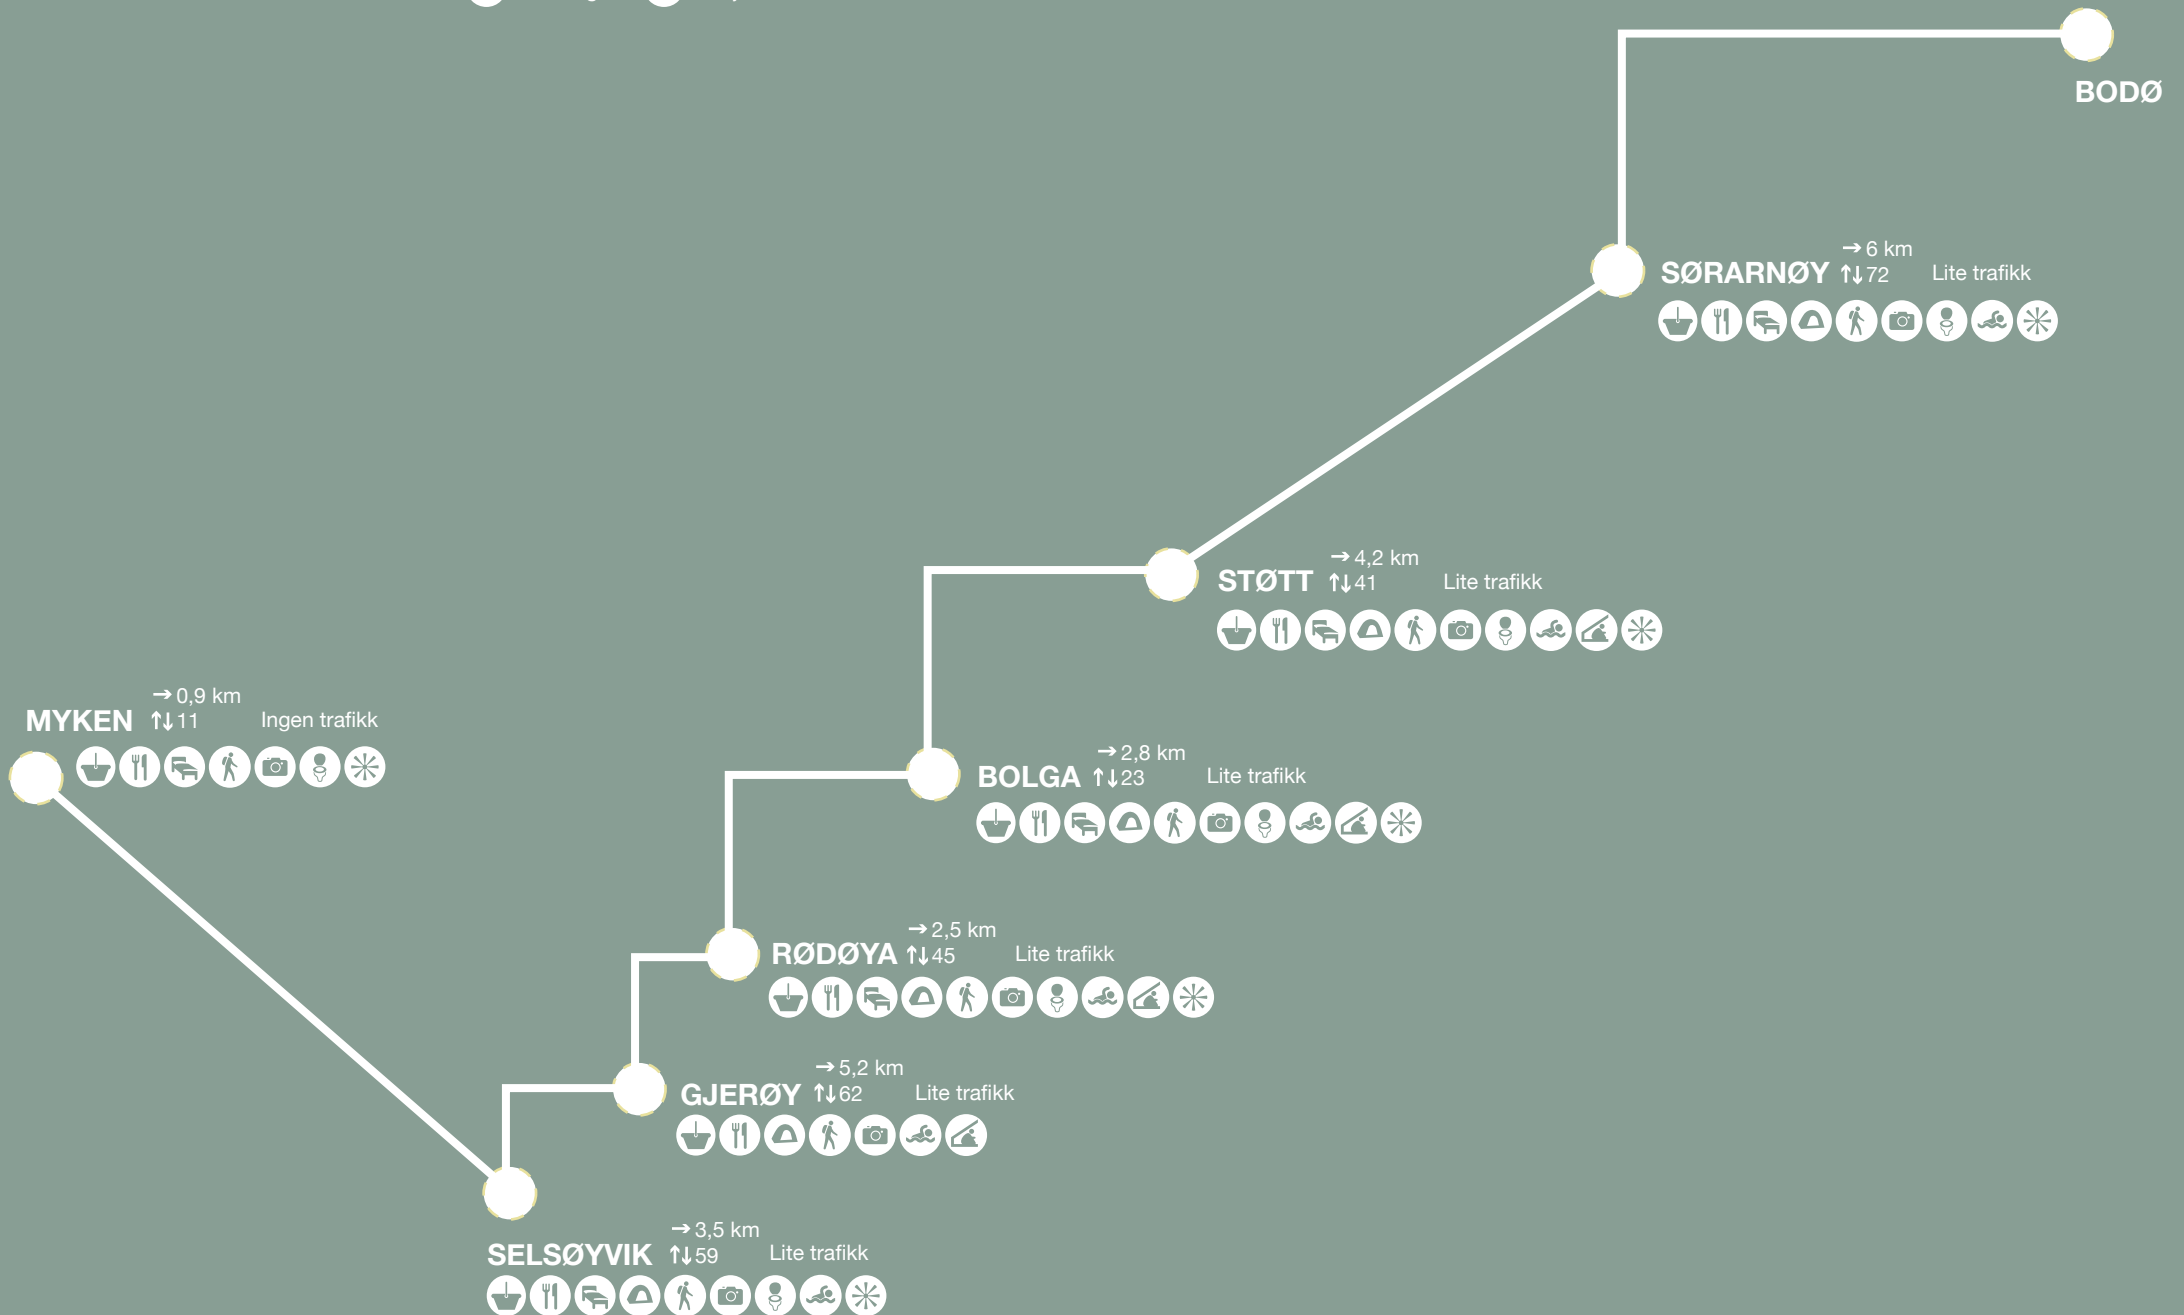 BODØ
→ 6 km
SØRARNØY ↑↓ 72 Lite trafikk
→ 4,2 km
STØTT ↑↓ 41 Lite trafikk
→ 0,9 km
MYKEN ↑↓ 11 Ingen trafikk
→ 2,8 km
BOLGA ↑↓ 23 Lite trafikk
→ 2,5 km
RØDØYA ↑↓ 45 Lite trafikk
→ 5,2 km
GJERØY ↑↓ 62 Lite trafikk
→ 3,5 km
SELSØYVIK ↑↓ 59 Lite trafikk